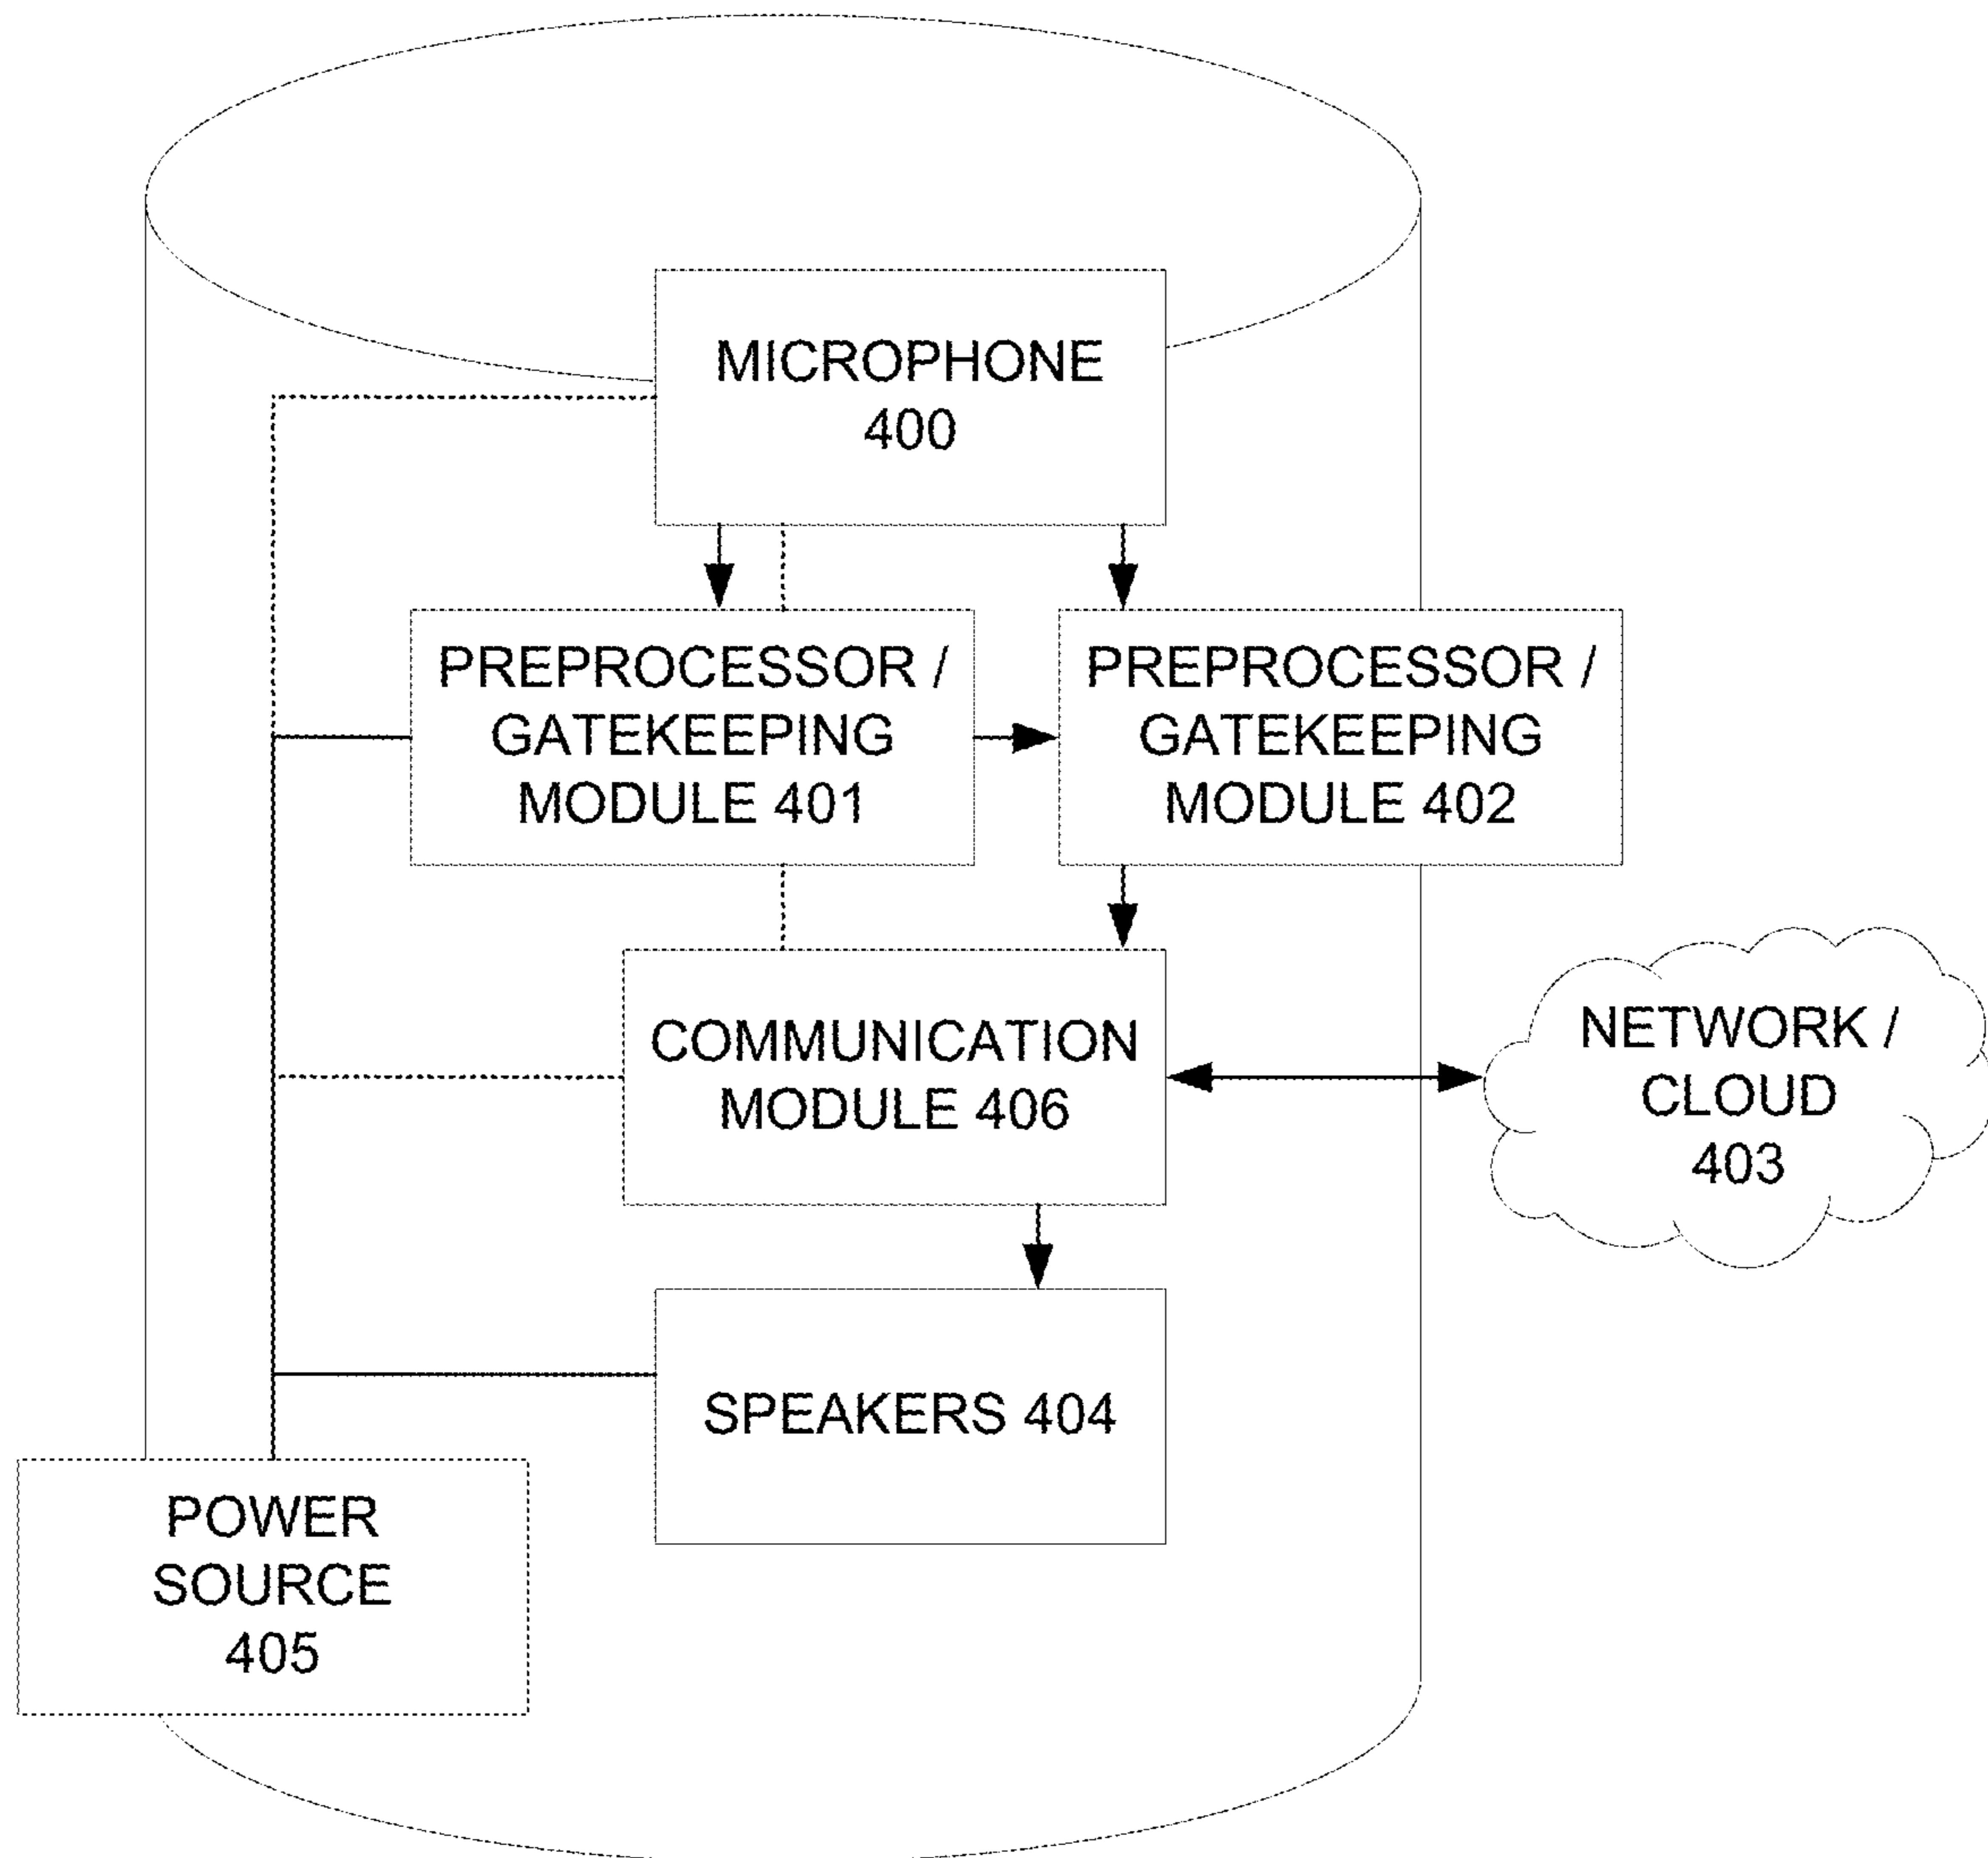 MICROPHONE
400
PREPROCESSOR /
GATEKEEPING
MODULE 401
PREPROCESSOR /
GATEKEEPING
MODULE 402
COMMUNICATION
MODULE 406
NETWORK /
CLOUD
403
SPEAKERS 404
POWER
SOURCE
405